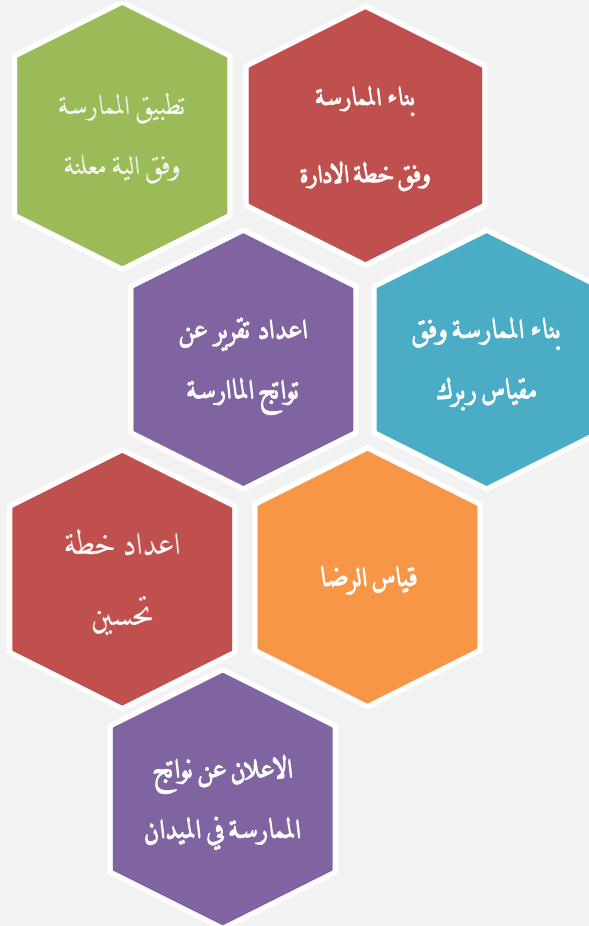 بناء الممارسة
وفق خطة الادارة
تطبيق الممارسة
وفق الية معلنة
بناء الممارسة وفق
مقياس ربرك
اعداد تقرير عن
نواتج الماارسة
قياس الرضا
اعداد خطة
تحسين
الاعلان عن نواتج
الممارسة في الميدان